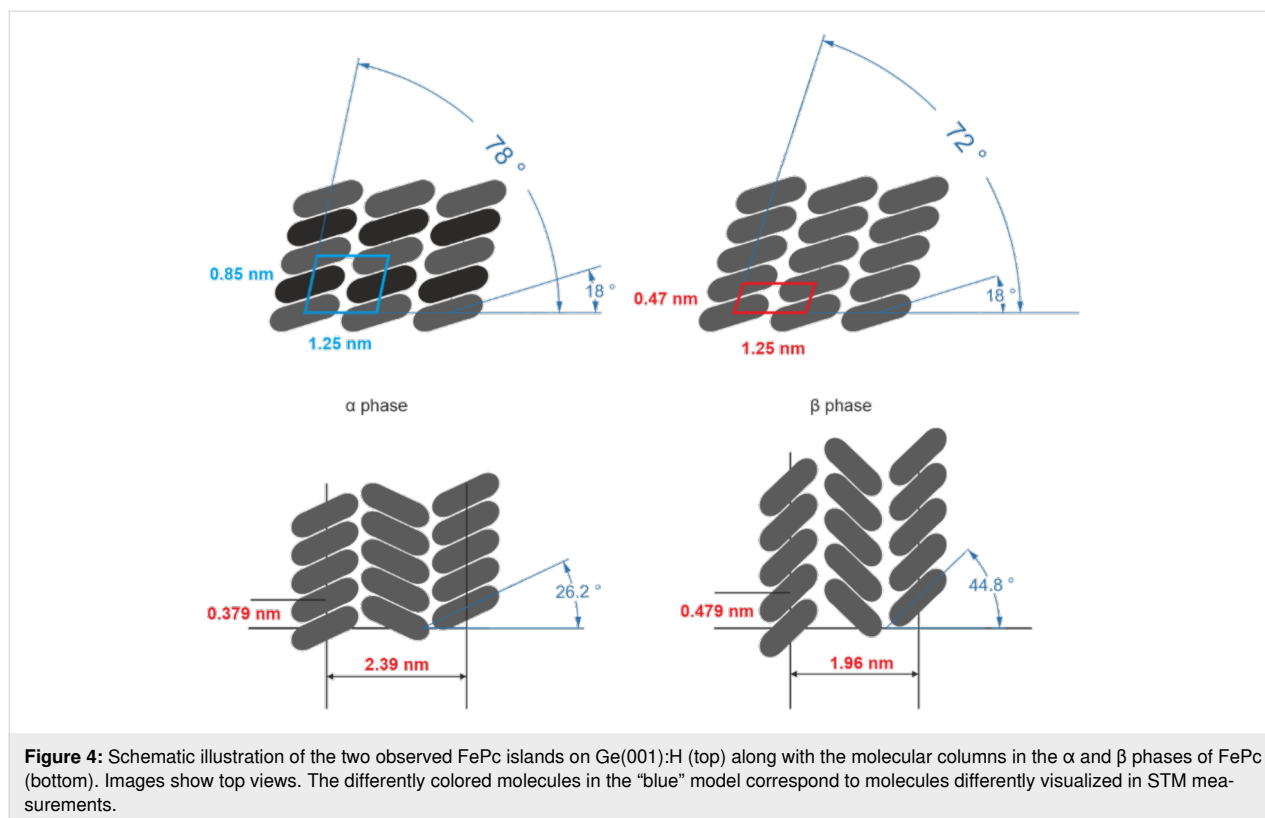 78 °
72 °
0.85 nm
18 °
1.25 nm
0.47 nm
18 °
1.25 nm
α phase
β phase
26.2 °
0.379 nm
2.39 nm
44.8 °
0.479 nm
1.96 nm
Figure 4: Schematic illustration of the two observed FePc islands on Ge(001):H (top) along with the molecular columns in the α and β phases of FePc
(bottom). Images show top views. The differently colored molecules in the “blue” model correspond to molecules differently visualized in STM mea-
surements.